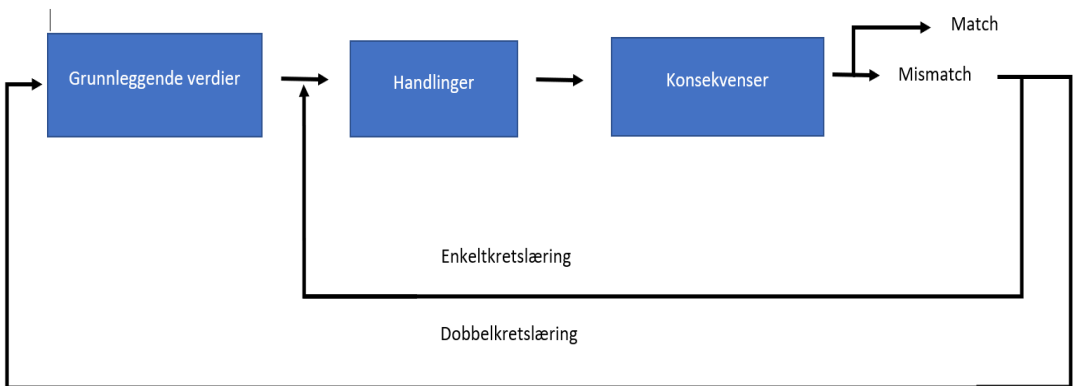 Grunnleggende verdier
Handlinger
Konsekvenser
Match
Mismatch
Enkeltkretslæring
Dobbelkretslæring